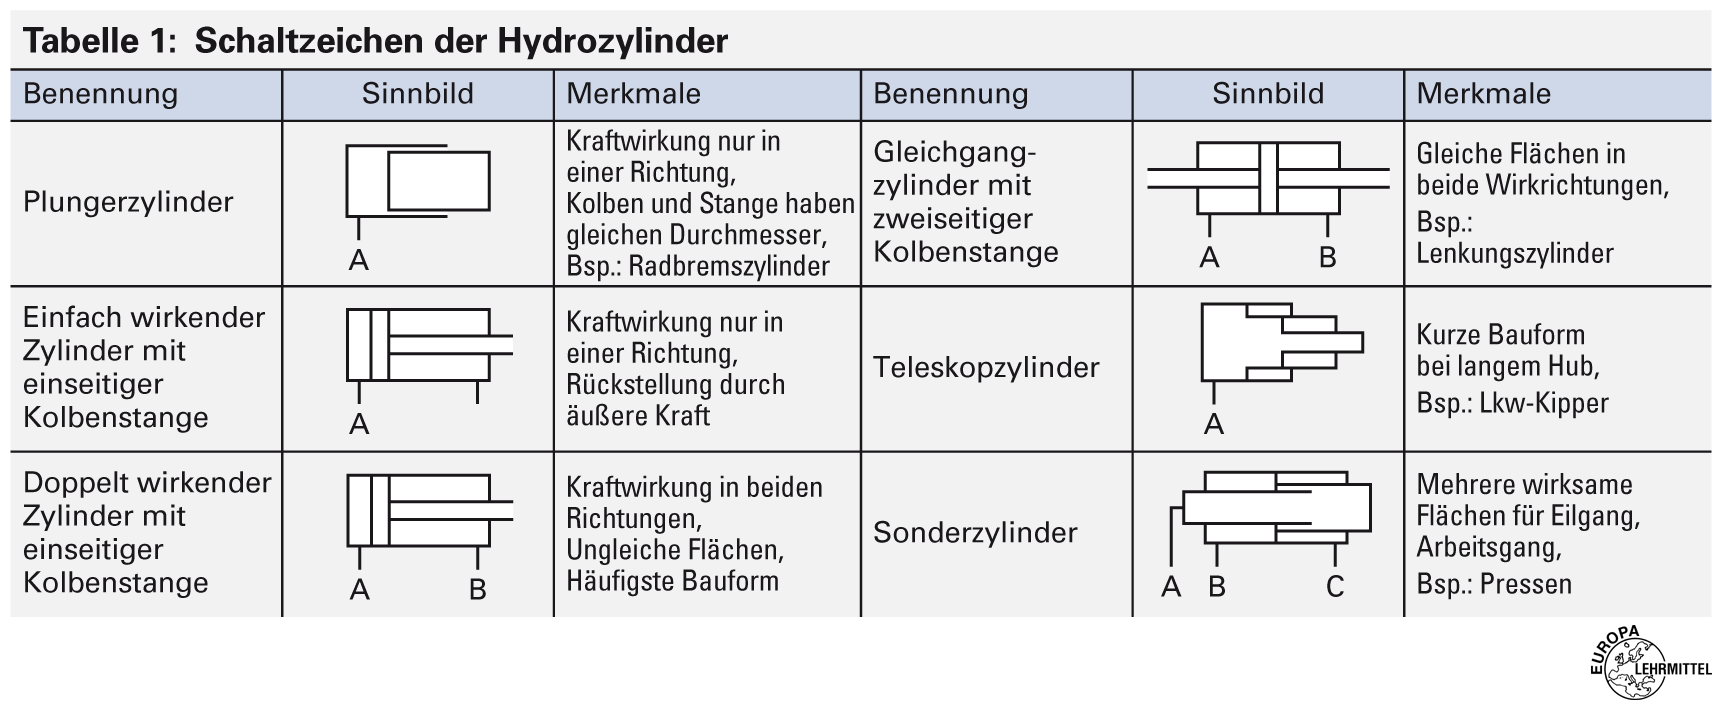 Tabelle 1: Schaltzeichen der Hydrozylinder
Benennung
Sinnbild
Merkmale
Benennung
Sinnbild
Merkmale
Plungerzylinder
A
Kraftwirkung nur in
einer Richtung,
Kolben und Stange haben
gleichen Durchmesser,
Bsp.: Radbremszylinder
Gleichgang-
zylinder mit
zweiseitiger
Kolbenstange
A
B
Gleiche Flächen in
beide Wirkrichtungen,
Bsp.:
Lenkungszylinder
Einfach wirkender
Zylinder mit
einseitiger
Kolbenstange
A
Kraftwirkung nur in
einer Richtung,
Rückstellung durch
äußere Kraft
Teleskopzylinder
A
Kurze Bauform
bei langem Hub,
Bsp.: Lkw-Kipper
Doppelt wirkender
Zylinder mit
einseitiger
Kolbenstange
A
B
Kraftwirkung in beiden
Richtungen,
Ungleiche Flächen,
Häufigste Bauform
Sonderzylinder
A
B
C
Mehrere wirksame
Flächen für Eilgang,
Arbeitsgang,
Bsp.: Pressen
EUROPA
LEHRMITTEL